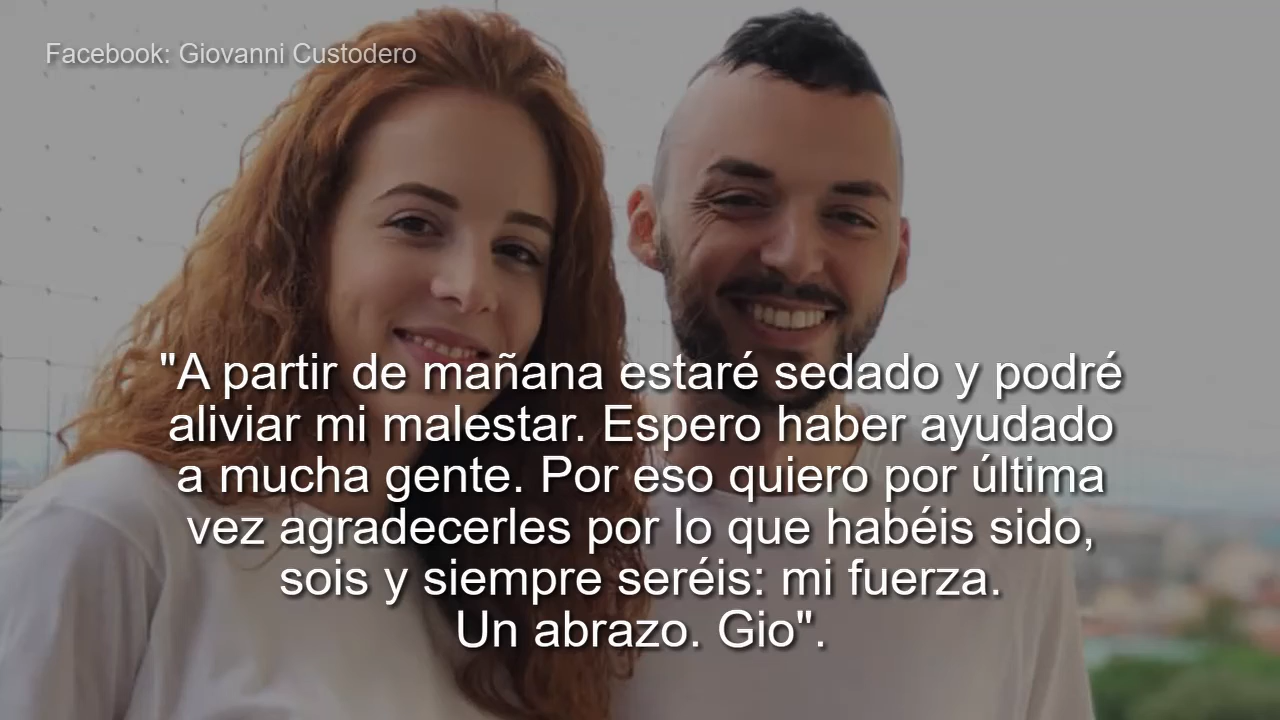 Facebook: Giovanni Custodero
"A partir de mañana estaré sedado y podré
aliviar mi malestar. Espero haber ayudado
a mucha gente. Por eso quiero por última
vez agradecerles por lo que habéis sido,
sois y siempre seréis: mi fuerza.
Un abrazo. Gio".